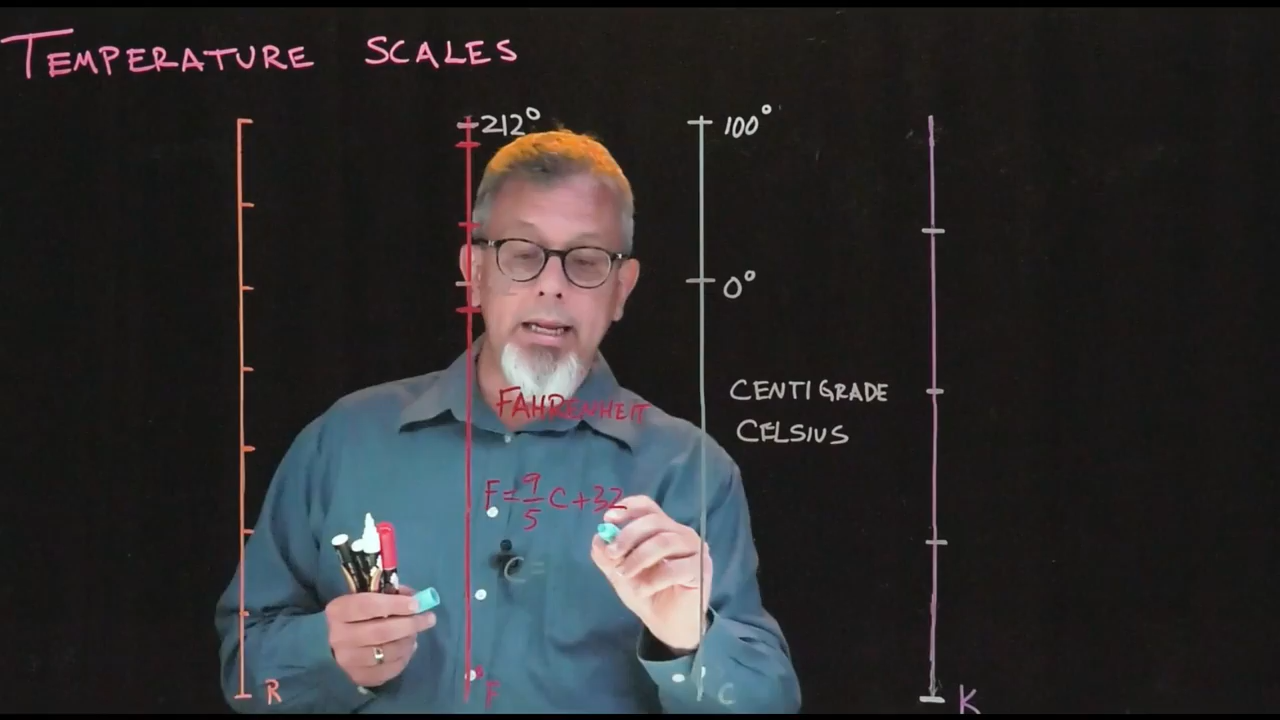 TEMPERATURE SCALES
212°
100°
0°
FAHRENHEIT
CENTIGRADE
CELSIUS
F = 9/5 C + 32
C =
R
F
C
K